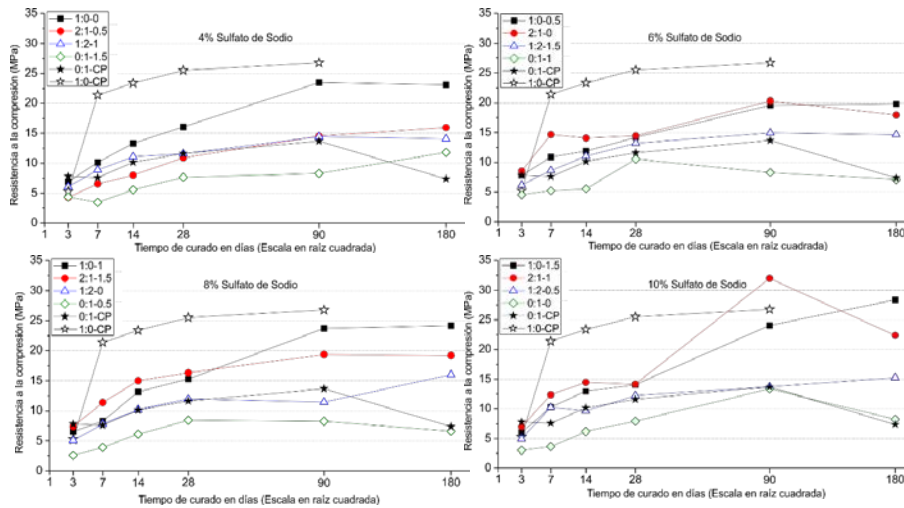 4% Sulfato de Sodio
1:0-0
2:1-0.5
1:2-1
0:1-1.5
0:1-CP
1:0-CP
Resistencia a la compresión (MPa)
35
30
25
20
15
10
5
0
1 3 7 14 28 90 180
Tiempo de curado en días (Escala en raíz cuadrada)
6% Sulfato de Sodio
1:0-0.5
2:1-0
1:2-1.5
0:1-1
0:1-CP
1:0-CP
Resistencia a la compresión (MPa)
35
30
25
20
15
10
5
0
1 3 7 14 28 90 180
Tiempo de curado en días (Escala en raíz cuadrada)
8% Sulfato de Sodio
1:0-1
2:1-1.5
1:2-0
0:1-0.5
0:1-CP
1:0-CP
Resistencia a la compresión (MPa)
35
30
25
20
15
10
5
0
1 3 7 14 28 90 180
Tiempo de curado en días (Escala en raíz cuadrada)
10% Sulfato de Sodio
1:0-1.5
2:1-1
1:2-0.5
0:1-0
0:1-CP
1:0-CP
Resistencia a la compresión (MPa)
35
30
25
20
15
10
5
0
1 3 7 14 28 90 180
Tiempo de curado en días (Escala en raíz cuadrada)